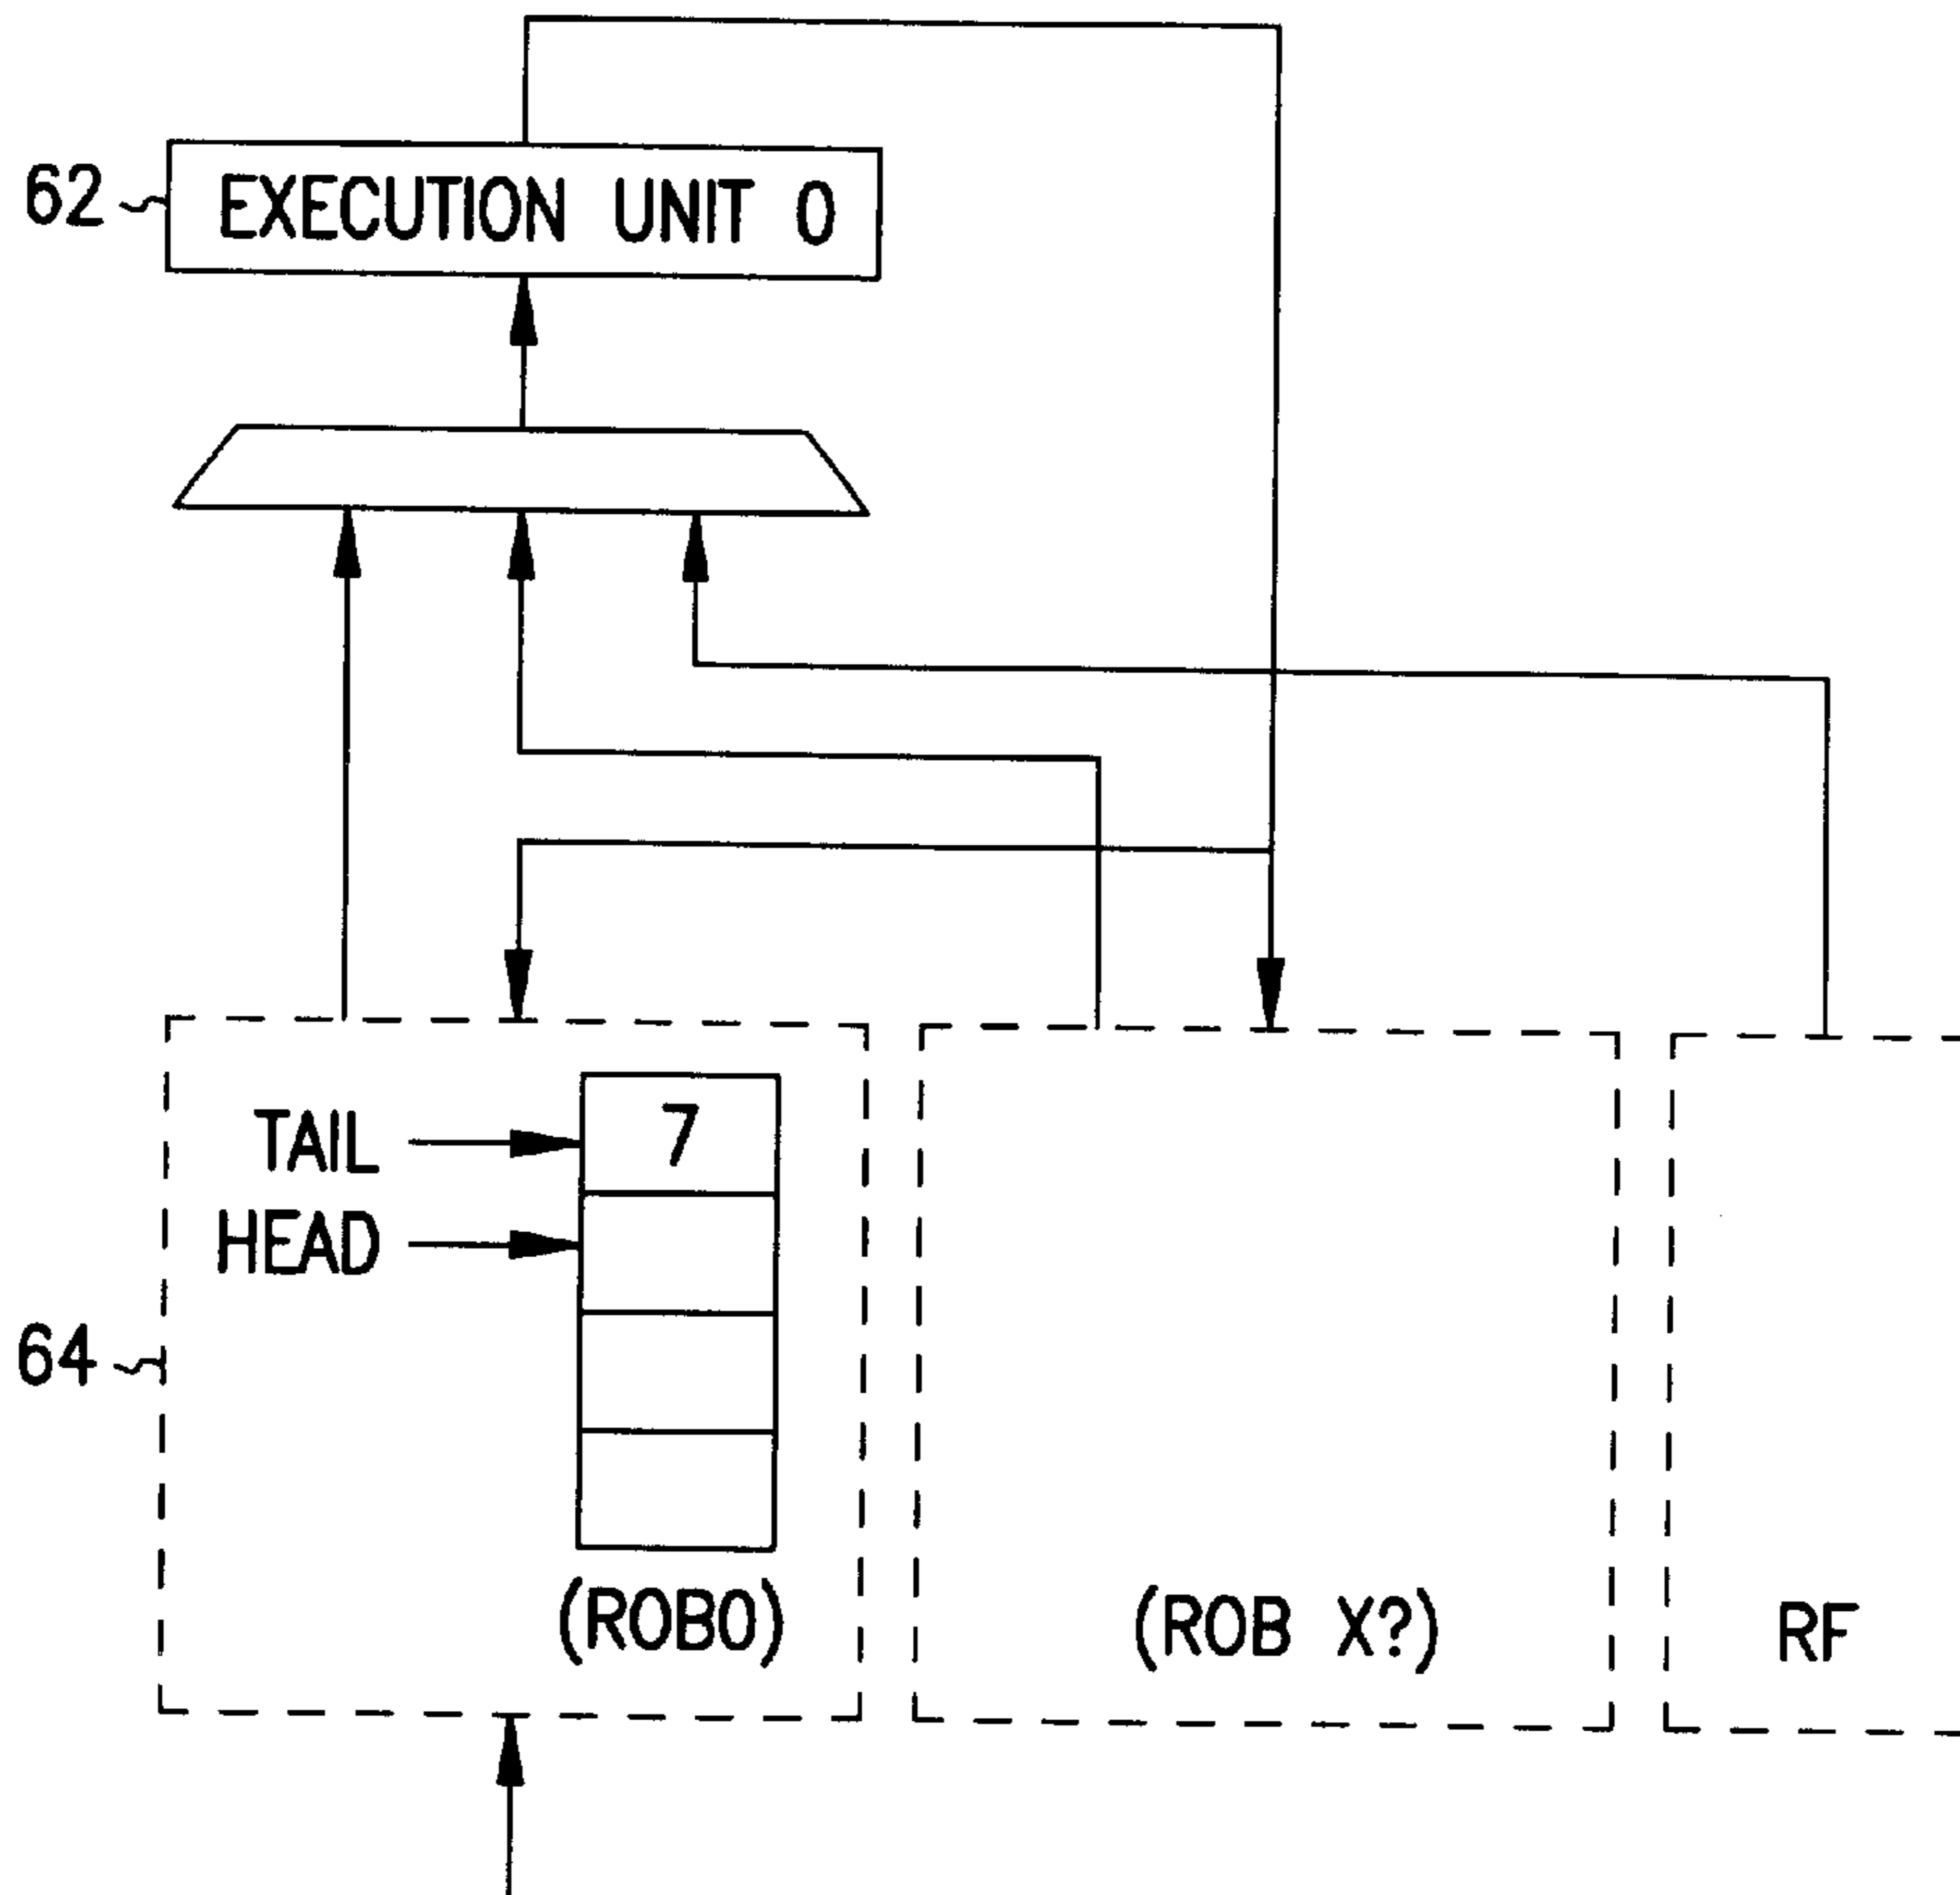 62
EXECUTION UNIT 0
TAIL
7
HEAD
64
(ROB0)
(ROB X?)
RF